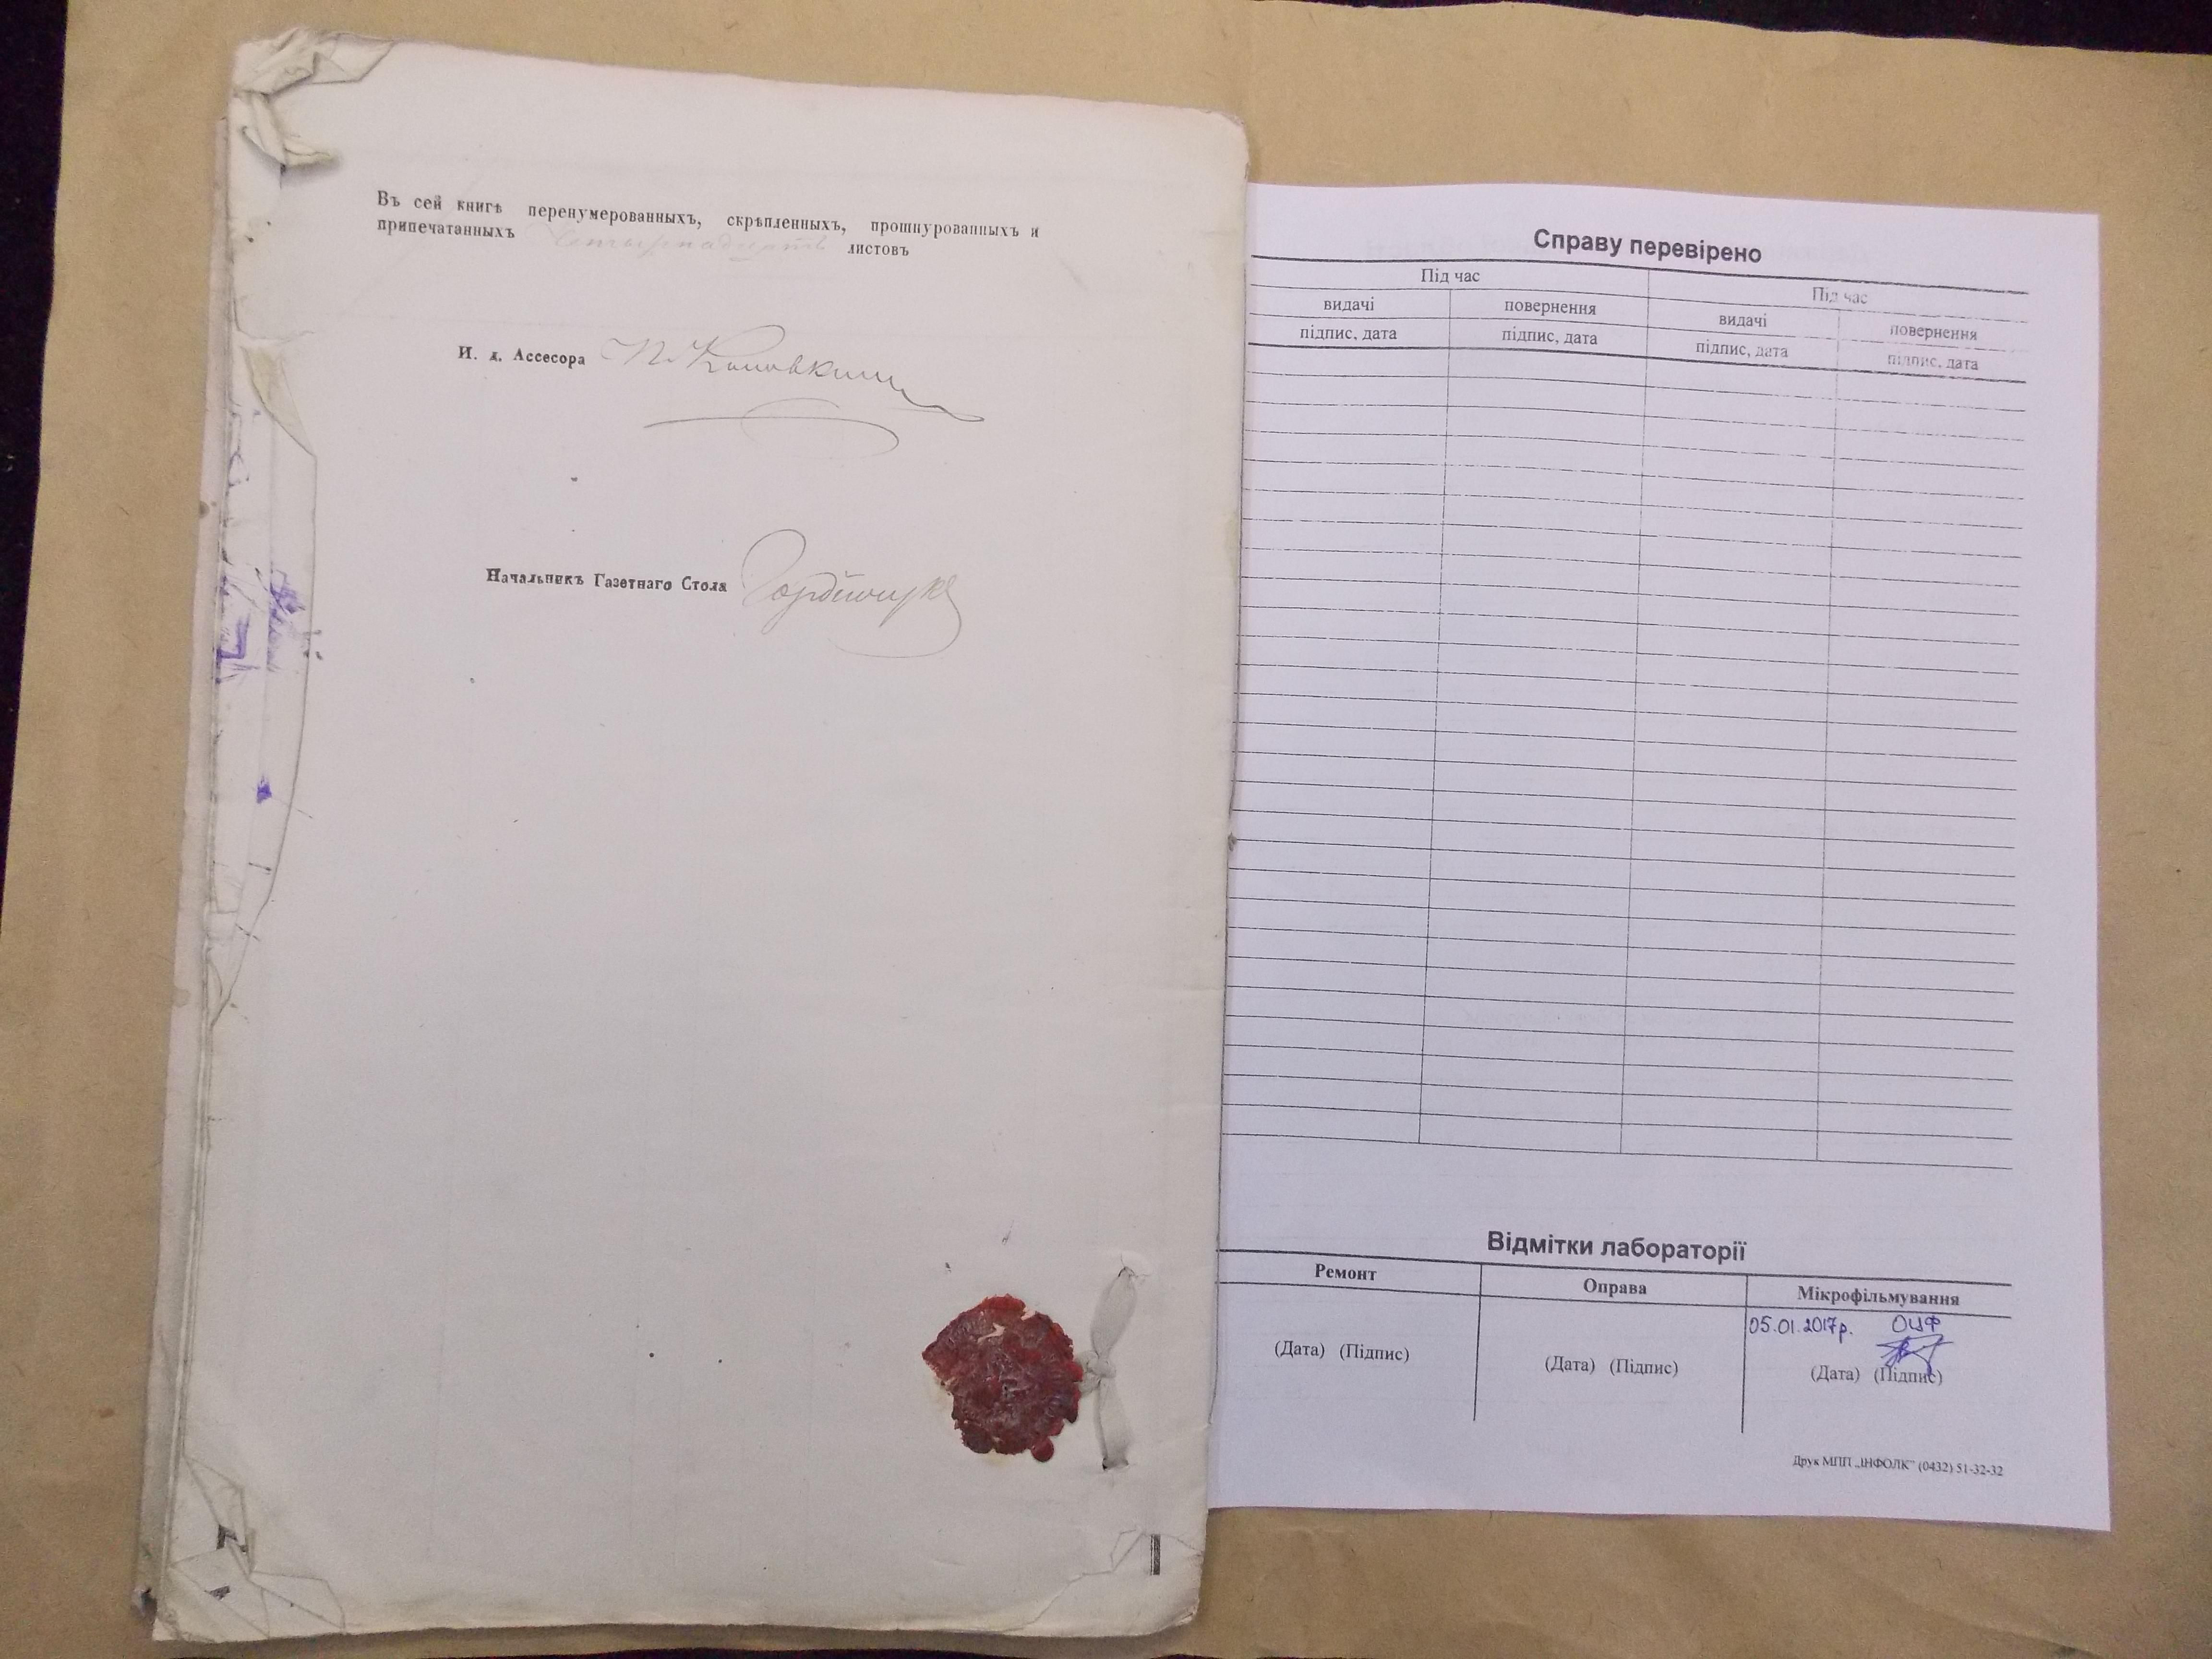 Въ сей книгѣ перенумерованныхъ, скрѣпленныхъ, прошнурованныхъ и
припечатанныхъ Четырнадцать листовъ
И. д. Ассесора
Начальникъ Газетнаго Стола
Справу перевірено
Під час Під час
видачі повернення видачі повернення
підпис, дата підпис, дата підпис, дата підпис, дата
Відмітки лабораторії
Ремонт Оправа Мікрофільмування
05.01.2017р. ОЦФ
(Дата) (Підпис) (Дата) (Підпис) (Дата) (Підпис)
Друк МПП „ІНФОЛК" (0432) 51-32-32